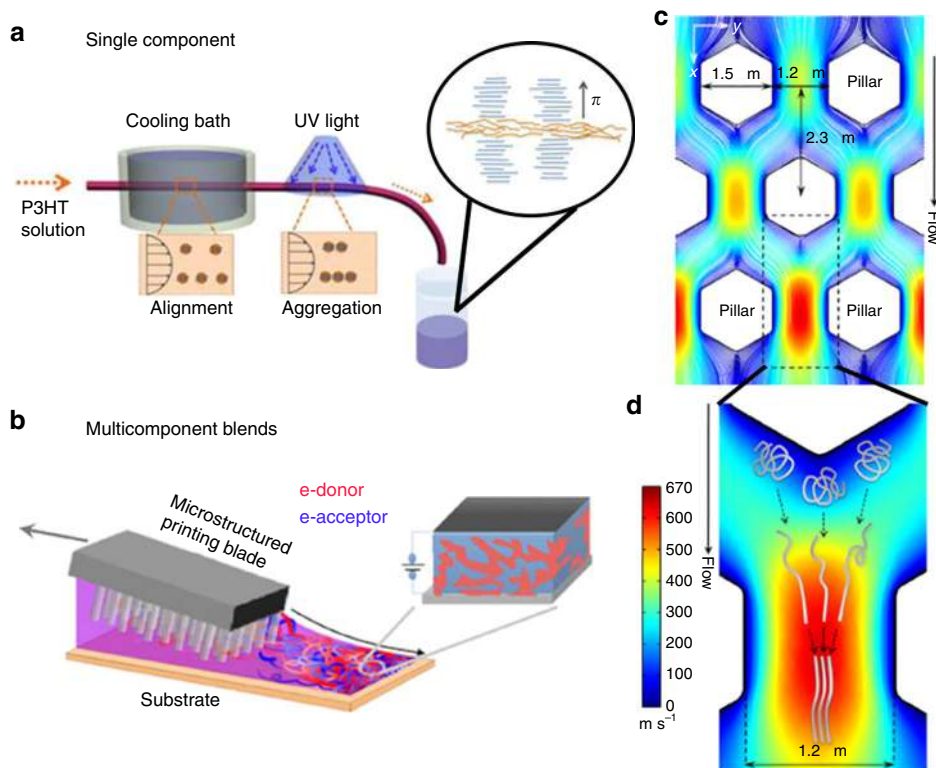 a
Single component
Cooling bath
UV light
P3HT
solution
Alignment
Aggregation
π
b
Multicomponent blends
e-donor
e-acceptor
Microstructured
printing blade
Substrate
c
y
x
1.5 m
1.2 m
Pillar
2.3 m
Flow
Pillar
Pillar
d
Flow
670
600
500
400
300
200
100
0
m s⁻¹
1.2 m